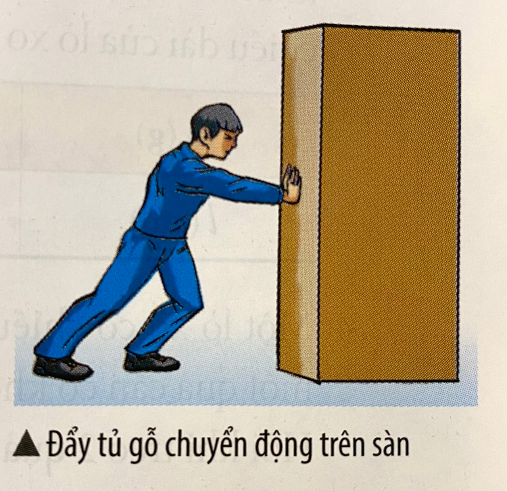 ▲ Đẩy tủ gỗ chuyển động trên sàn